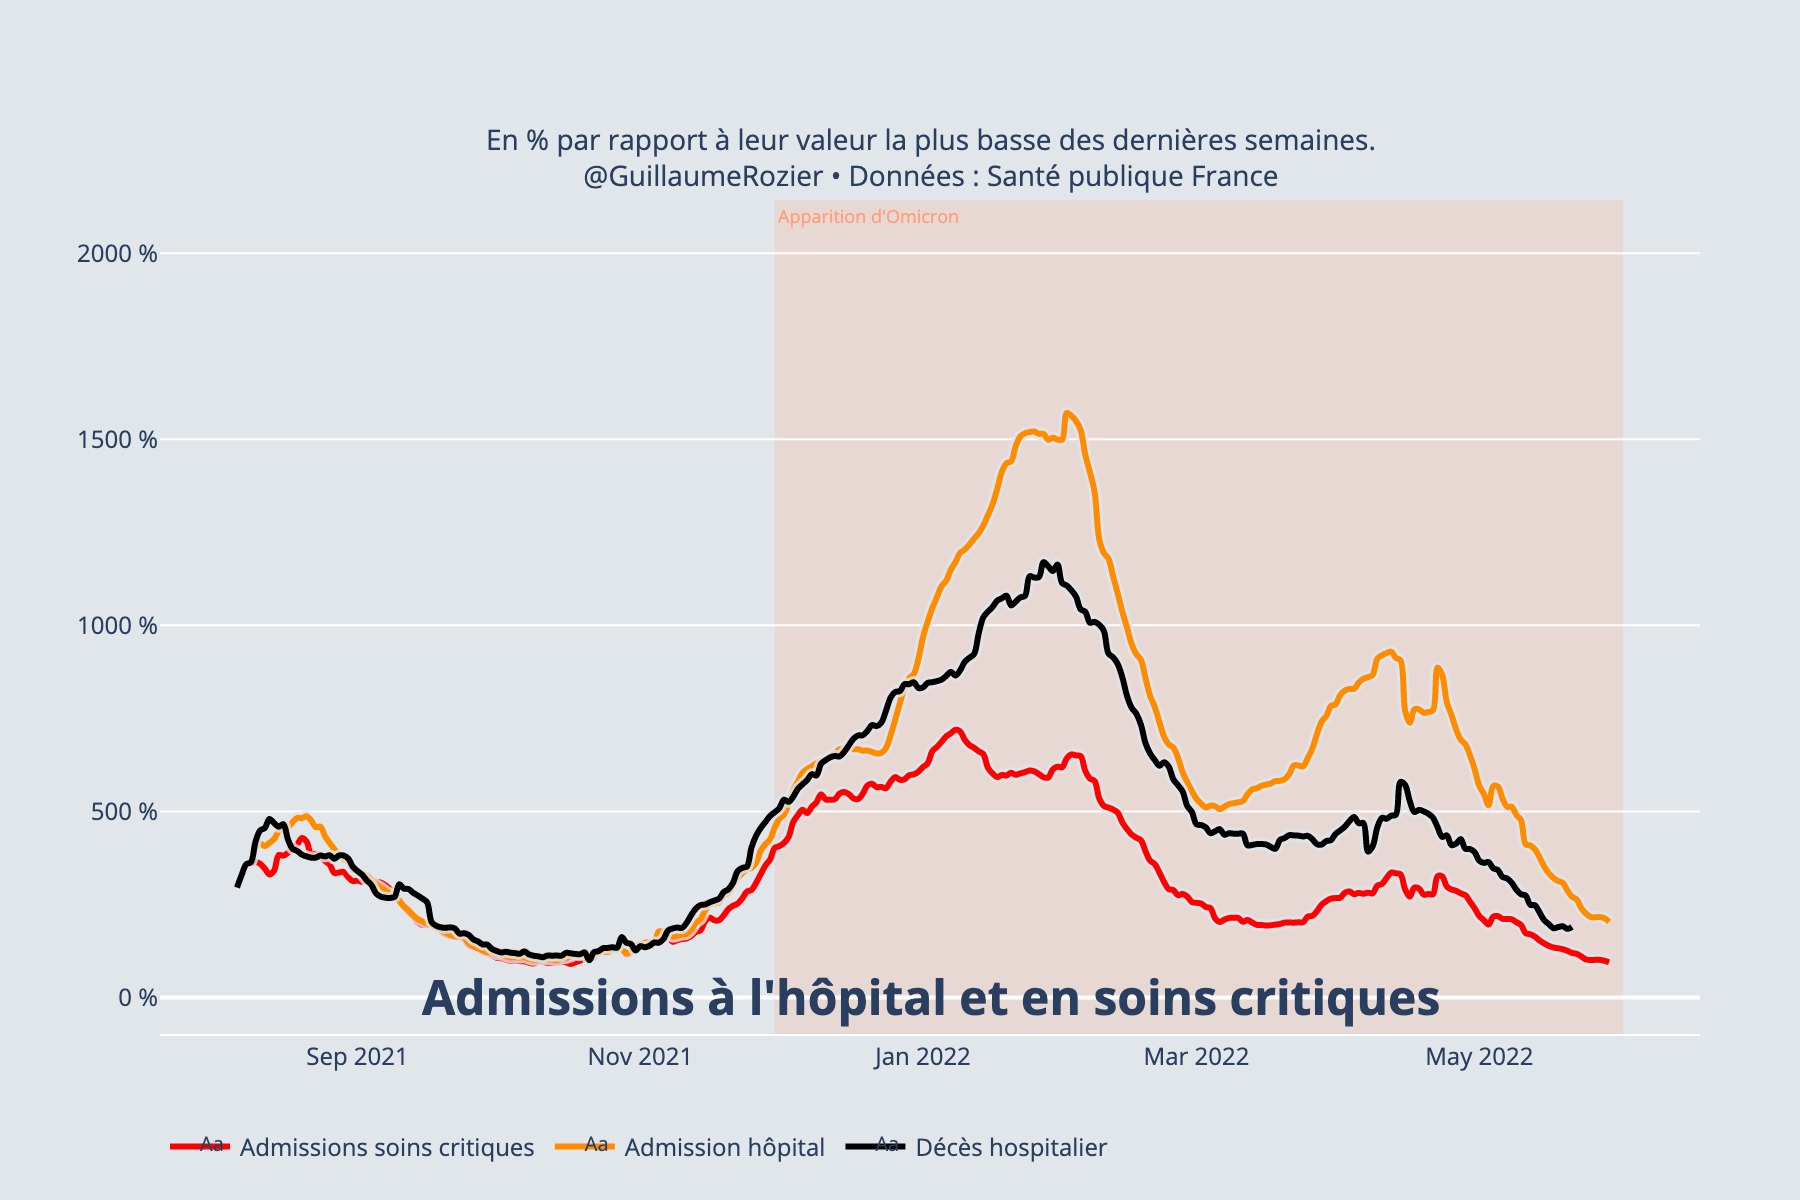 En % par rapport à leur valeur la plus basse des dernières semaines.
@GuillaumeRozier • Données : Santé publique France
Apparition d'Omicron
2000 %
1500 %
1000 %
500 %
0 %
Admissions à l'hôpital et en soins critiques
Sep 2021 Nov 2021 Jan 2022 Mar 2022 May 2022
Aa Admissions soins critiques Aa Admission hôpital Aa Décès hospitalier